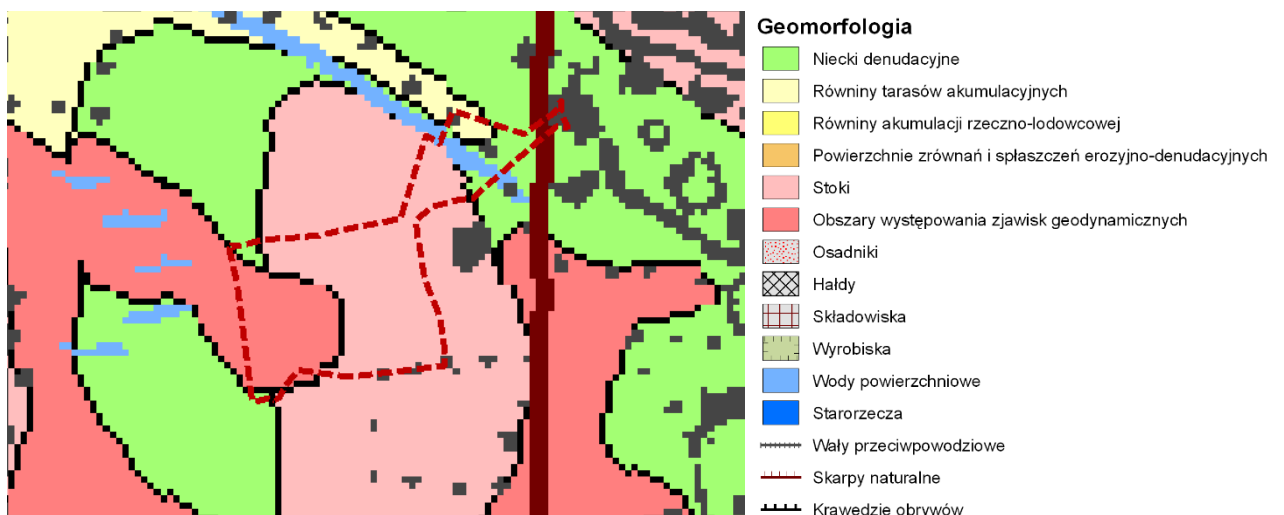 Geomorfologia
Niecki denudacyjne
Równiny tarasów akumulacyjnych
Równiny akumulacji rzeczno-lodowcowej
Powierzchnie zrównań i spłaszczeń erozyjno-denudacyjnych
Stoki
Obszary występowania zjawisk geodynamicznych
Osadniki
Hałdy
Składowiska
Wyrobiska
Wody powierzchniowe
Starorzecza
Wały przeciwpowodziowe
Skarpy naturalne
Krawędzie obrywów